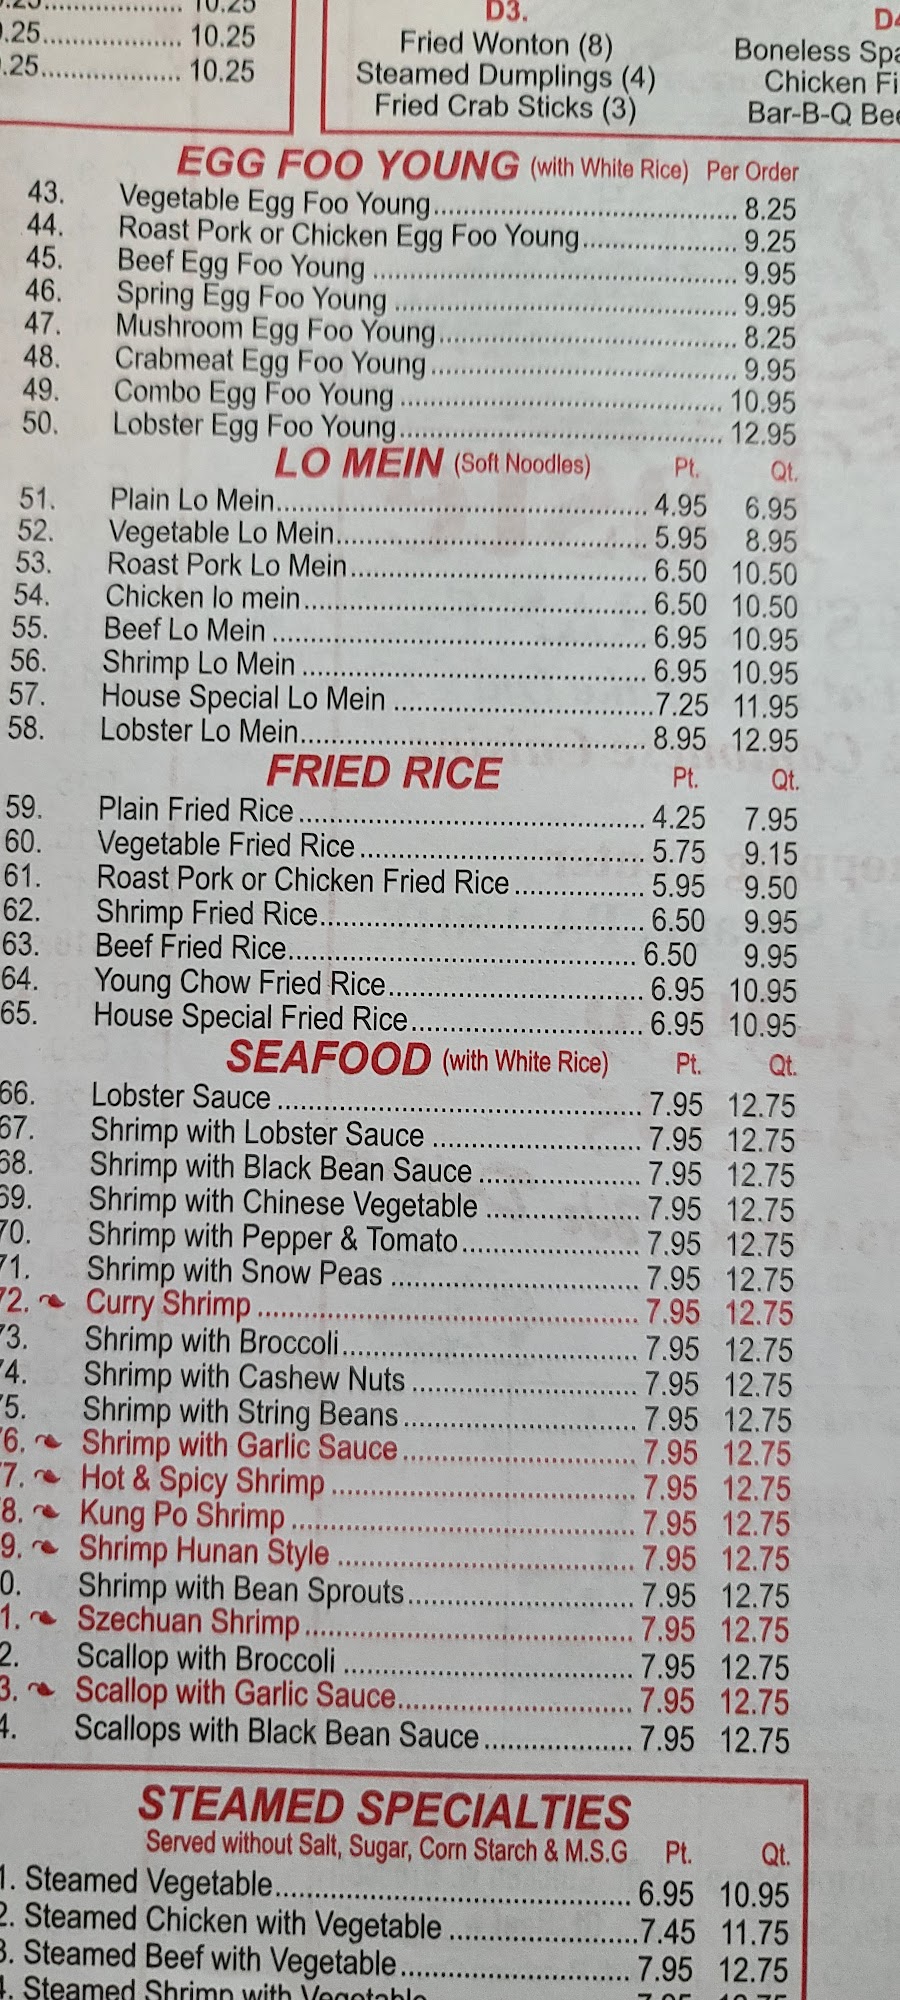 10.25
.25.................... 10.25
.25.................... 10.25
D3.
Fried Wonton (8)
Steamed Dumplings (4)
Fried Crab Sticks (3)
Boneless
Chicken
Bar-B-Q
EGG FOO YOUNG (with White Rice) Per Order
43. Vegetable Egg Foo Young.......... 8.25
44. Roast Pork or Chicken Egg Foo Young.......... 9.25
45. Beef Egg Foo Young .......... 9.95
46. Spring Egg Foo Young .......... 9.95
47. Mushroom Egg Foo Young.......... 8.25
48. Crabmeat Egg Foo Young.......... 9.95
49. Combo Egg Foo Young .......... 10.95
50. Lobster Egg Foo Young.......... 12.95
LO MEIN (Soft Noodles) Pt. Qt.
51. Plain Lo Mein.......... 4.95 6.95
52. Vegetable Lo Mein.......... 5.95 8.95
53. Roast Pork Lo Mein.......... 6.50 10.50
54. Chicken lo mein.......... 6.50 10.50
55. Beef Lo Mein .......... 6.95 10.95
56. Shrimp Lo Mein .......... 6.95 10.95
57. House Special Lo Mein ..........7.25 11.95
58. Lobster Lo Mein.......... 8.95 12.95
FRIED RICE Pt. Qt.
59. Plain Fried Rice .......... 4.25 7.95
60. Vegetable Fried Rice .......... 5.75 9.15
61. Roast Pork or Chicken Fried Rice .......... 5.95 9.50
62. Shrimp Fried Rice.......... 6.50 9.95
63. Beef Fried Rice.......... 6.50 9.95
64. Young Chow Fried Rice.......... 6.95 10.95
65. House Special Fried Rice.......... 6.95 10.95
SEAFOOD (with White Rice) Pt. Qt.
66. Lobster Sauce .......... 7.95 12.75
67. Shrimp with Lobster Sauce .......... 7.95 12.75
68. Shrimp with Black Bean Sauce .......... 7.95 12.75
69. Shrimp with Chinese Vegetable .......... 7.95 12.75
70. Shrimp with Pepper & Tomato.......... 7.95 12.75
71. Shrimp with Snow Peas .......... 7.95 12.75
72. Curry Shrimp .......... 7.95 12.75
73. Shrimp with Broccoli.......... 7.95 12.75
4. Shrimp with Cashew Nuts .......... 7.95 12.75
5. Shrimp with String Beans .......... 7.95 12.75
6. Shrimp with Garlic Sauce .......... 7.95 12.75
7. Hot & Spicy Shrimp .......... 7.95 12.75
8. Kung Po Shrimp .......... 7.95 12.75
9. Shrimp Hunan Style .......... 7.95 12.75
0. Shrimp with Bean Sprouts.......... 7.95 12.75
1. Szechuan Shrimp .......... 7.95 12.75
2. Scallop with Broccoli .......... 7.95 12.75
3. Scallop with Garlic Sauce.......... 7.95 12.75
4. Scallops with Black Bean Sauce .......... 7.95 12.75
STEAMED SPECIALTIES
Served without Salt, Sugar, Corn Starch & M.S.G Pt. Qt.
1. Steamed Vegetable.......... 6.95 10.95
2. Steamed Chicken with Vegetable ..........7.45 11.75
3. Steamed Beef with Vegetable.......... 7.95 12.75
4. Steamed Shrimp with Vegetable